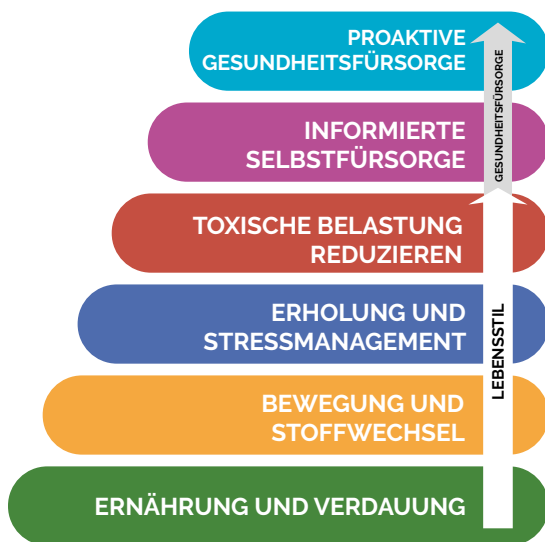 PROAKTIVE
GESUNDHEITSFÜRSORGE
INFORMIERTE
SELBSTFÜRSORGE
TOXISCHE BELASTUNG
REDUZIEREN
ERHOLUNG UND
STRESSMANAGEMENT
BEWEGUNG UND
STOFFWECHSEL
ERNÄHRUNG UND VERDAUUNG
GESUNDHEITSFÜRSORGE
LEBENSSTIL